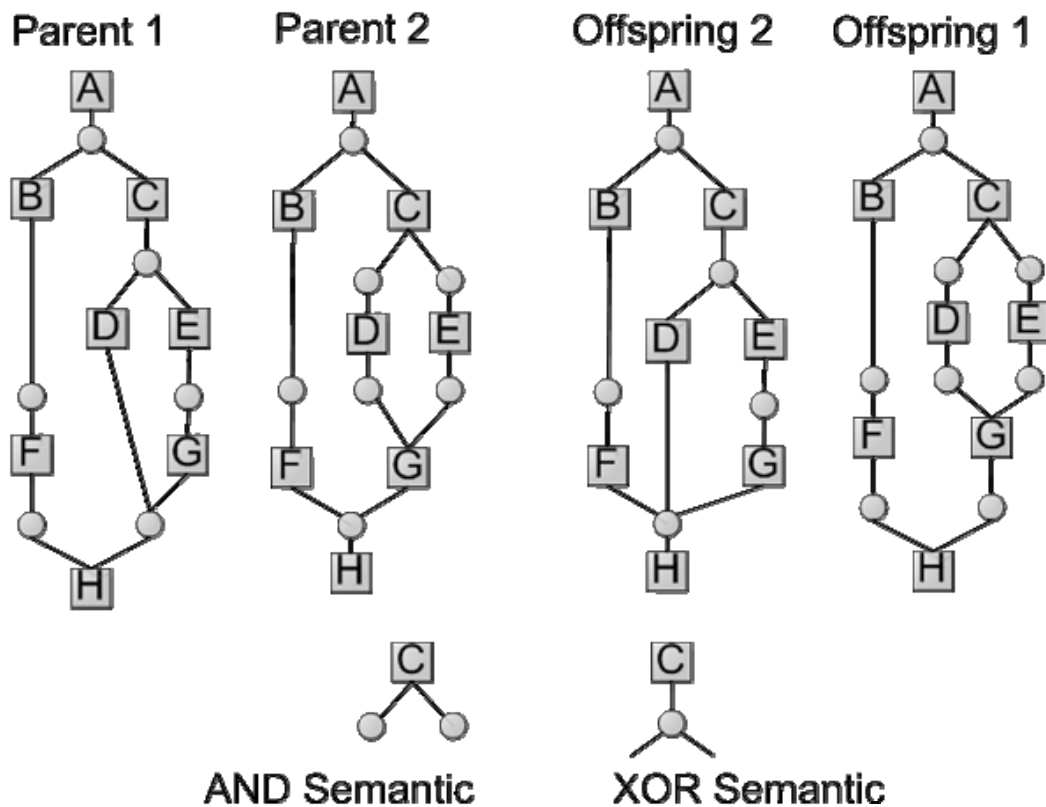 Parent 1 Parent 2 Offspring 2 Offspring 1
A A A A
B C B C B C B C
D E D E D E D E
F G F G F G F G
H H H H
C C
AND Semantic XOR Semantic